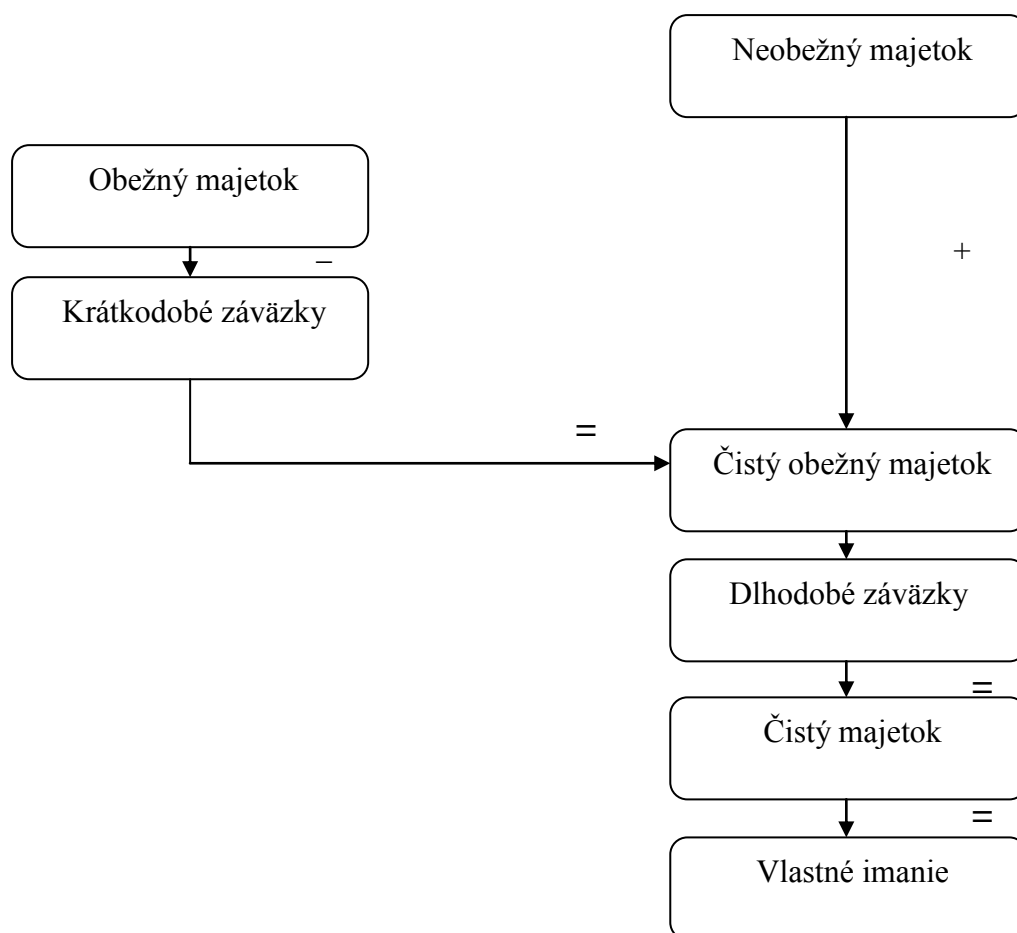 Neobežný majetok
Obežný majetok
+
–
Krátkodobé záväzky
=
Čistý obežný majetok
Dlhodobé záväzky
=
Čistý majetok
=
Vlastné imanie